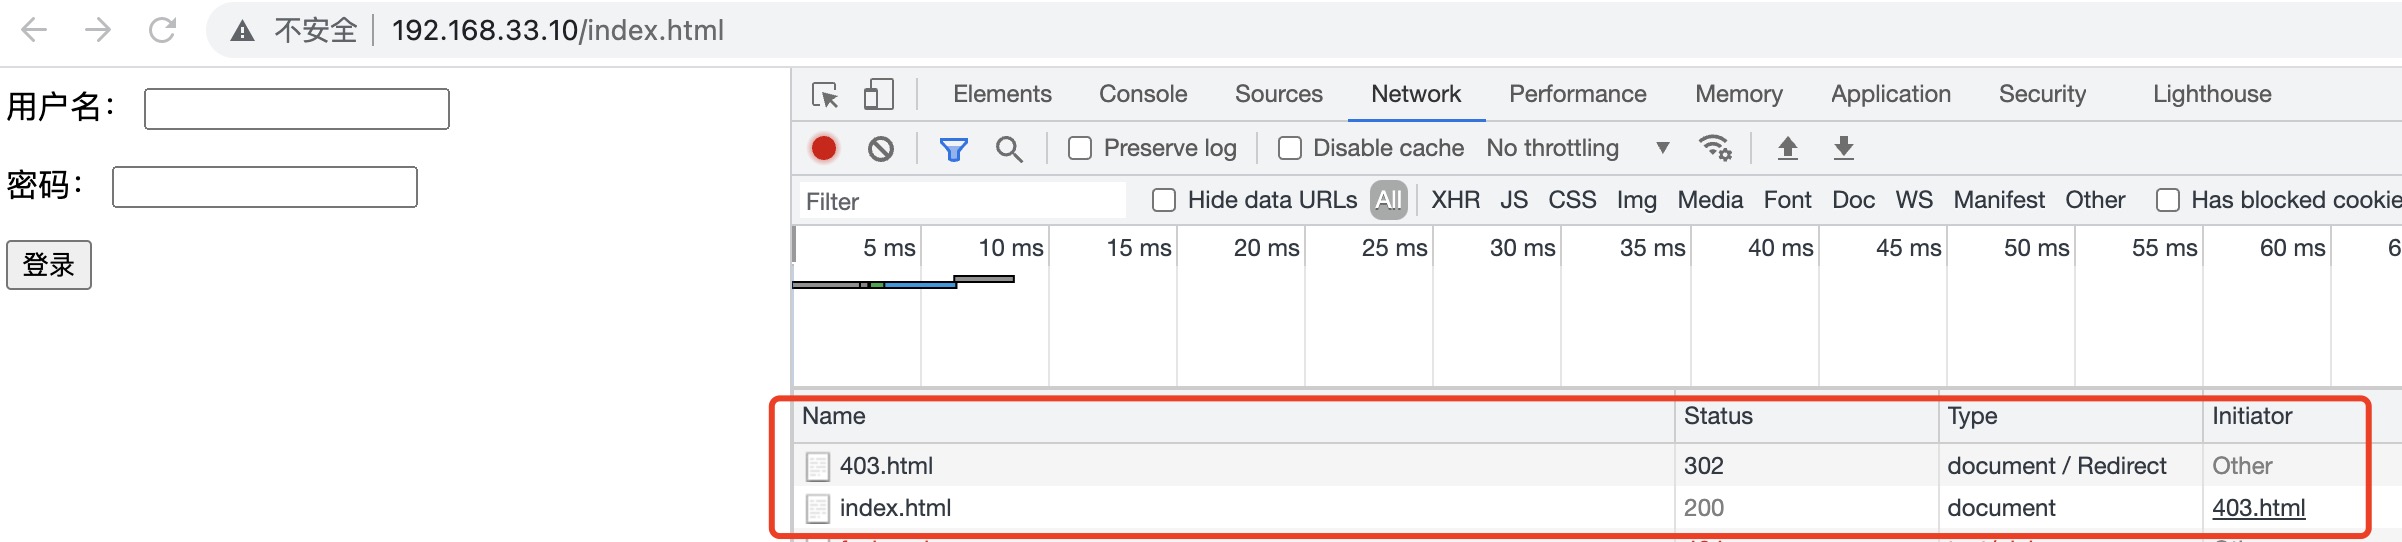 不安全 192.168.33.10/index.html
用户名：
密码：
登录
Elements Console Sources Network Performance Memory Application Security Lighthouse
Preserve log Disable cache No throttling
Filter Hide data URLs All XHR JS CSS Img Media Font Doc WS Manifest Other Has blocked cookie
5 ms 10 ms 15 ms 20 ms 25 ms 30 ms 35 ms 40 ms 45 ms 50 ms 55 ms 60 ms 6
Name Status Type Initiator
403.html 302 document / Redirect Other
index.html 200 document 403.html